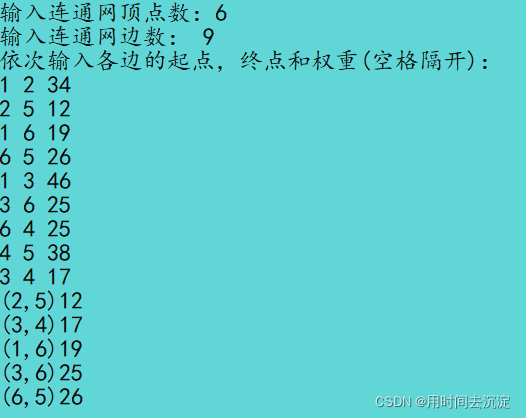 输入连通网顶点数：6
输入连通网边数： 9
依次输入各边的起点，终点和权重(空格隔开)：
1 2 34
2 5 12
1 6 19
6 5 26
1 3 46
3 6 25
6 4 25
4 5 38
3 4 17
(2,5)12
(3,4)17
(1,6)19
(3,6)25
(6,5)26
CSDN @用时间去沉淀